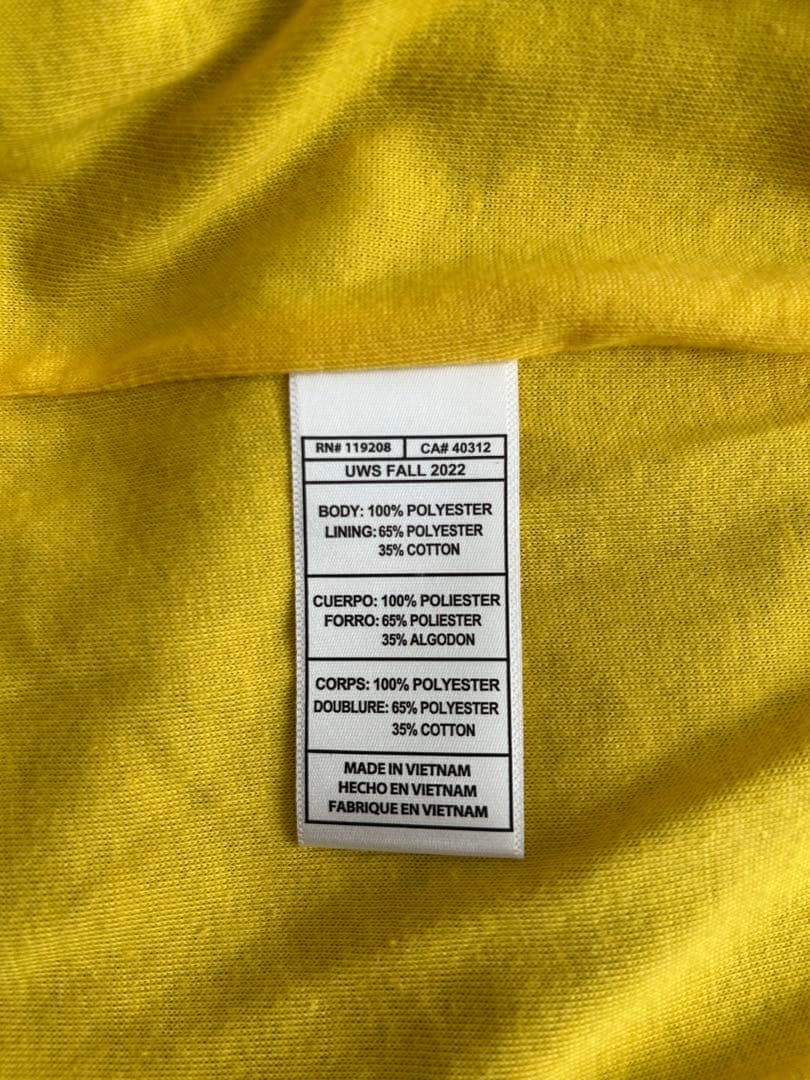 RN# 119208 CA# 40312
UWS FALL 2022
BODY: 100% POLYESTER
LINING: 65% POLYESTER
35% COTTON
CUERPO: 100% POLIESTER
FORRO: 65% POLIESTER
35% ALGODON
CORPS: 100% POLYESTER
DOUBLURE: 65% POLYESTER
35% COTTON
MADE IN VIETNAM
HECHO EN VIETNAM
FABRIQUE EN VIETNAM